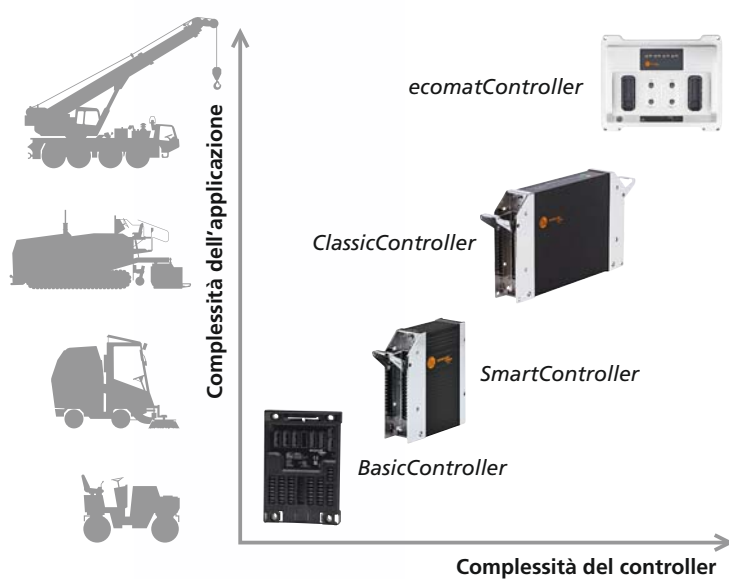 ecomatController
Complessità dell'applicazione
ClassicController
SmartController
BasicController
Complessità del controller